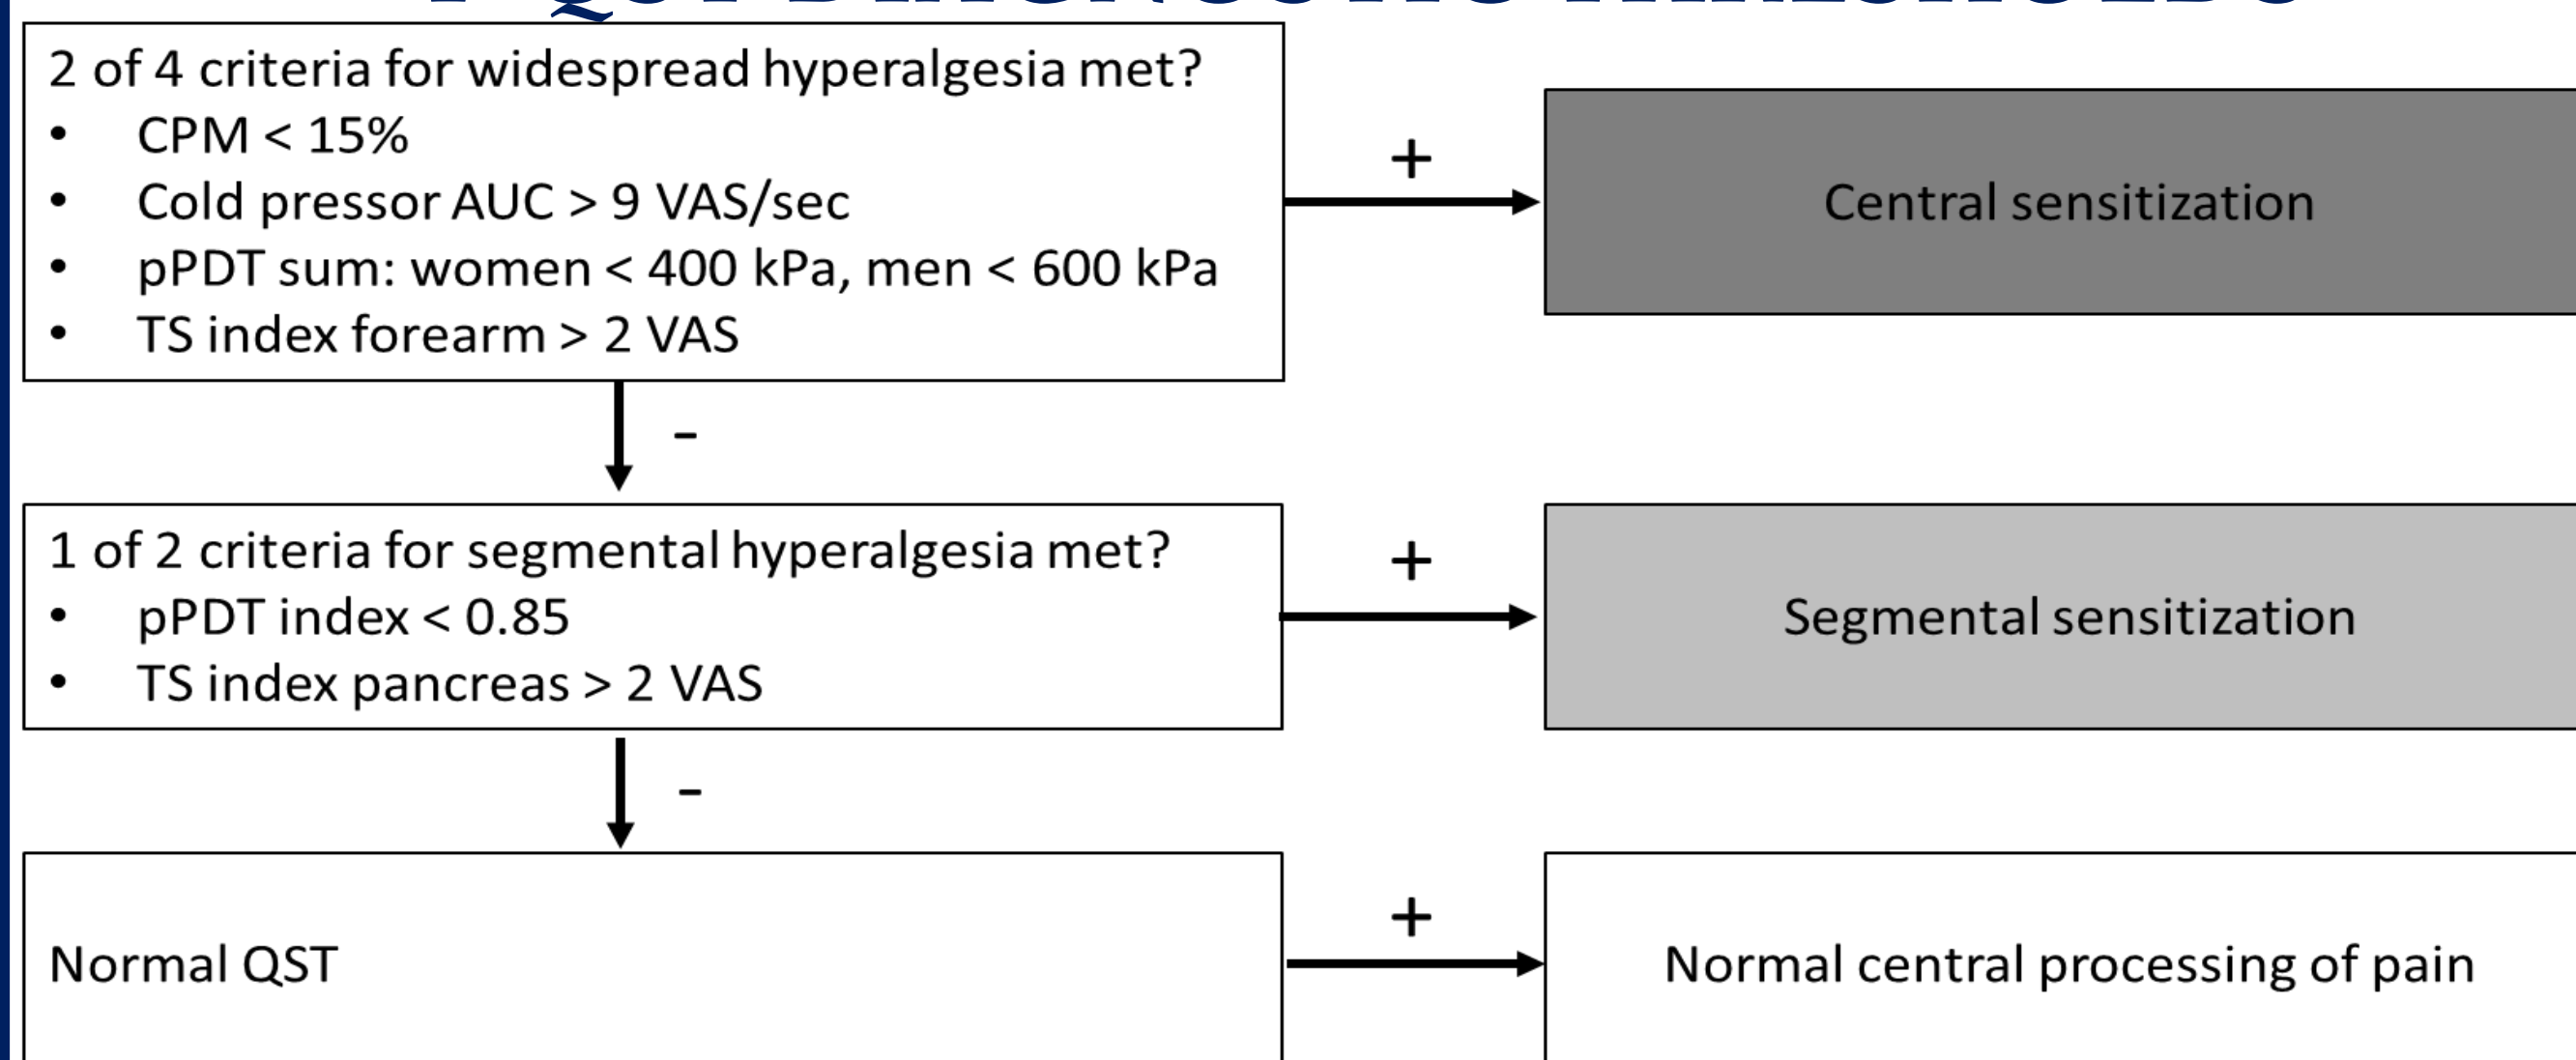 2 of 4 criteria for widespread hyperalgesia met?
• CPM < 15%
• Cold pressor AUC > 9 VAS/sec
• pPDT sum: women < 400 kPa, men < 600 kPa
• TS index forearm > 2 VAS
+
Central sensitization
-
1 of 2 criteria for segmental hyperalgesia met?
• pPDT index < 0.85
• TS index pancreas > 2 VAS
+
Segmental sensitization
-
Normal QST
+
Normal central processing of pain